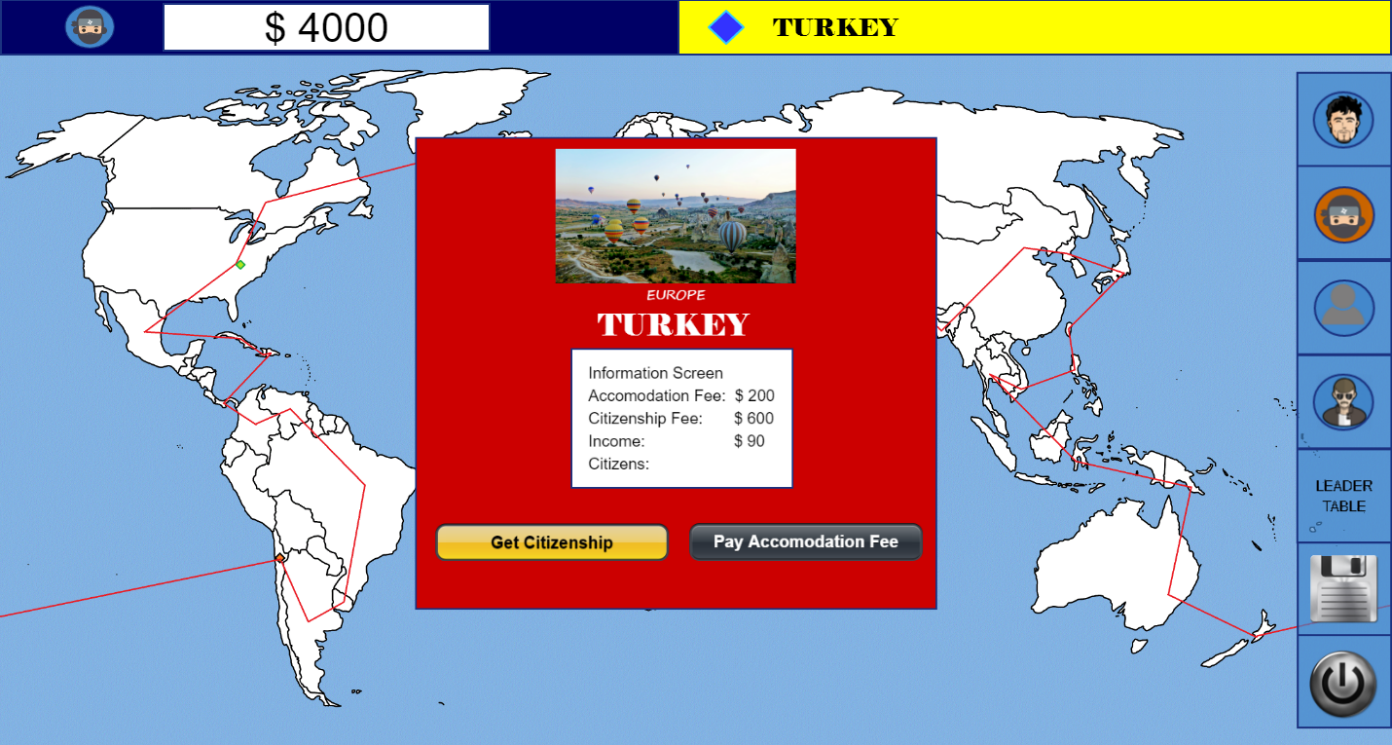 $ 4000
TURKEY
EUROPE
TURKEY
Information Screen
Accomodation Fee: $ 200
Citizenship Fee: $ 600
Income: $ 90
Citizens:
Get Citizenship
Pay Accomodation Fee
LEADER
TABLE